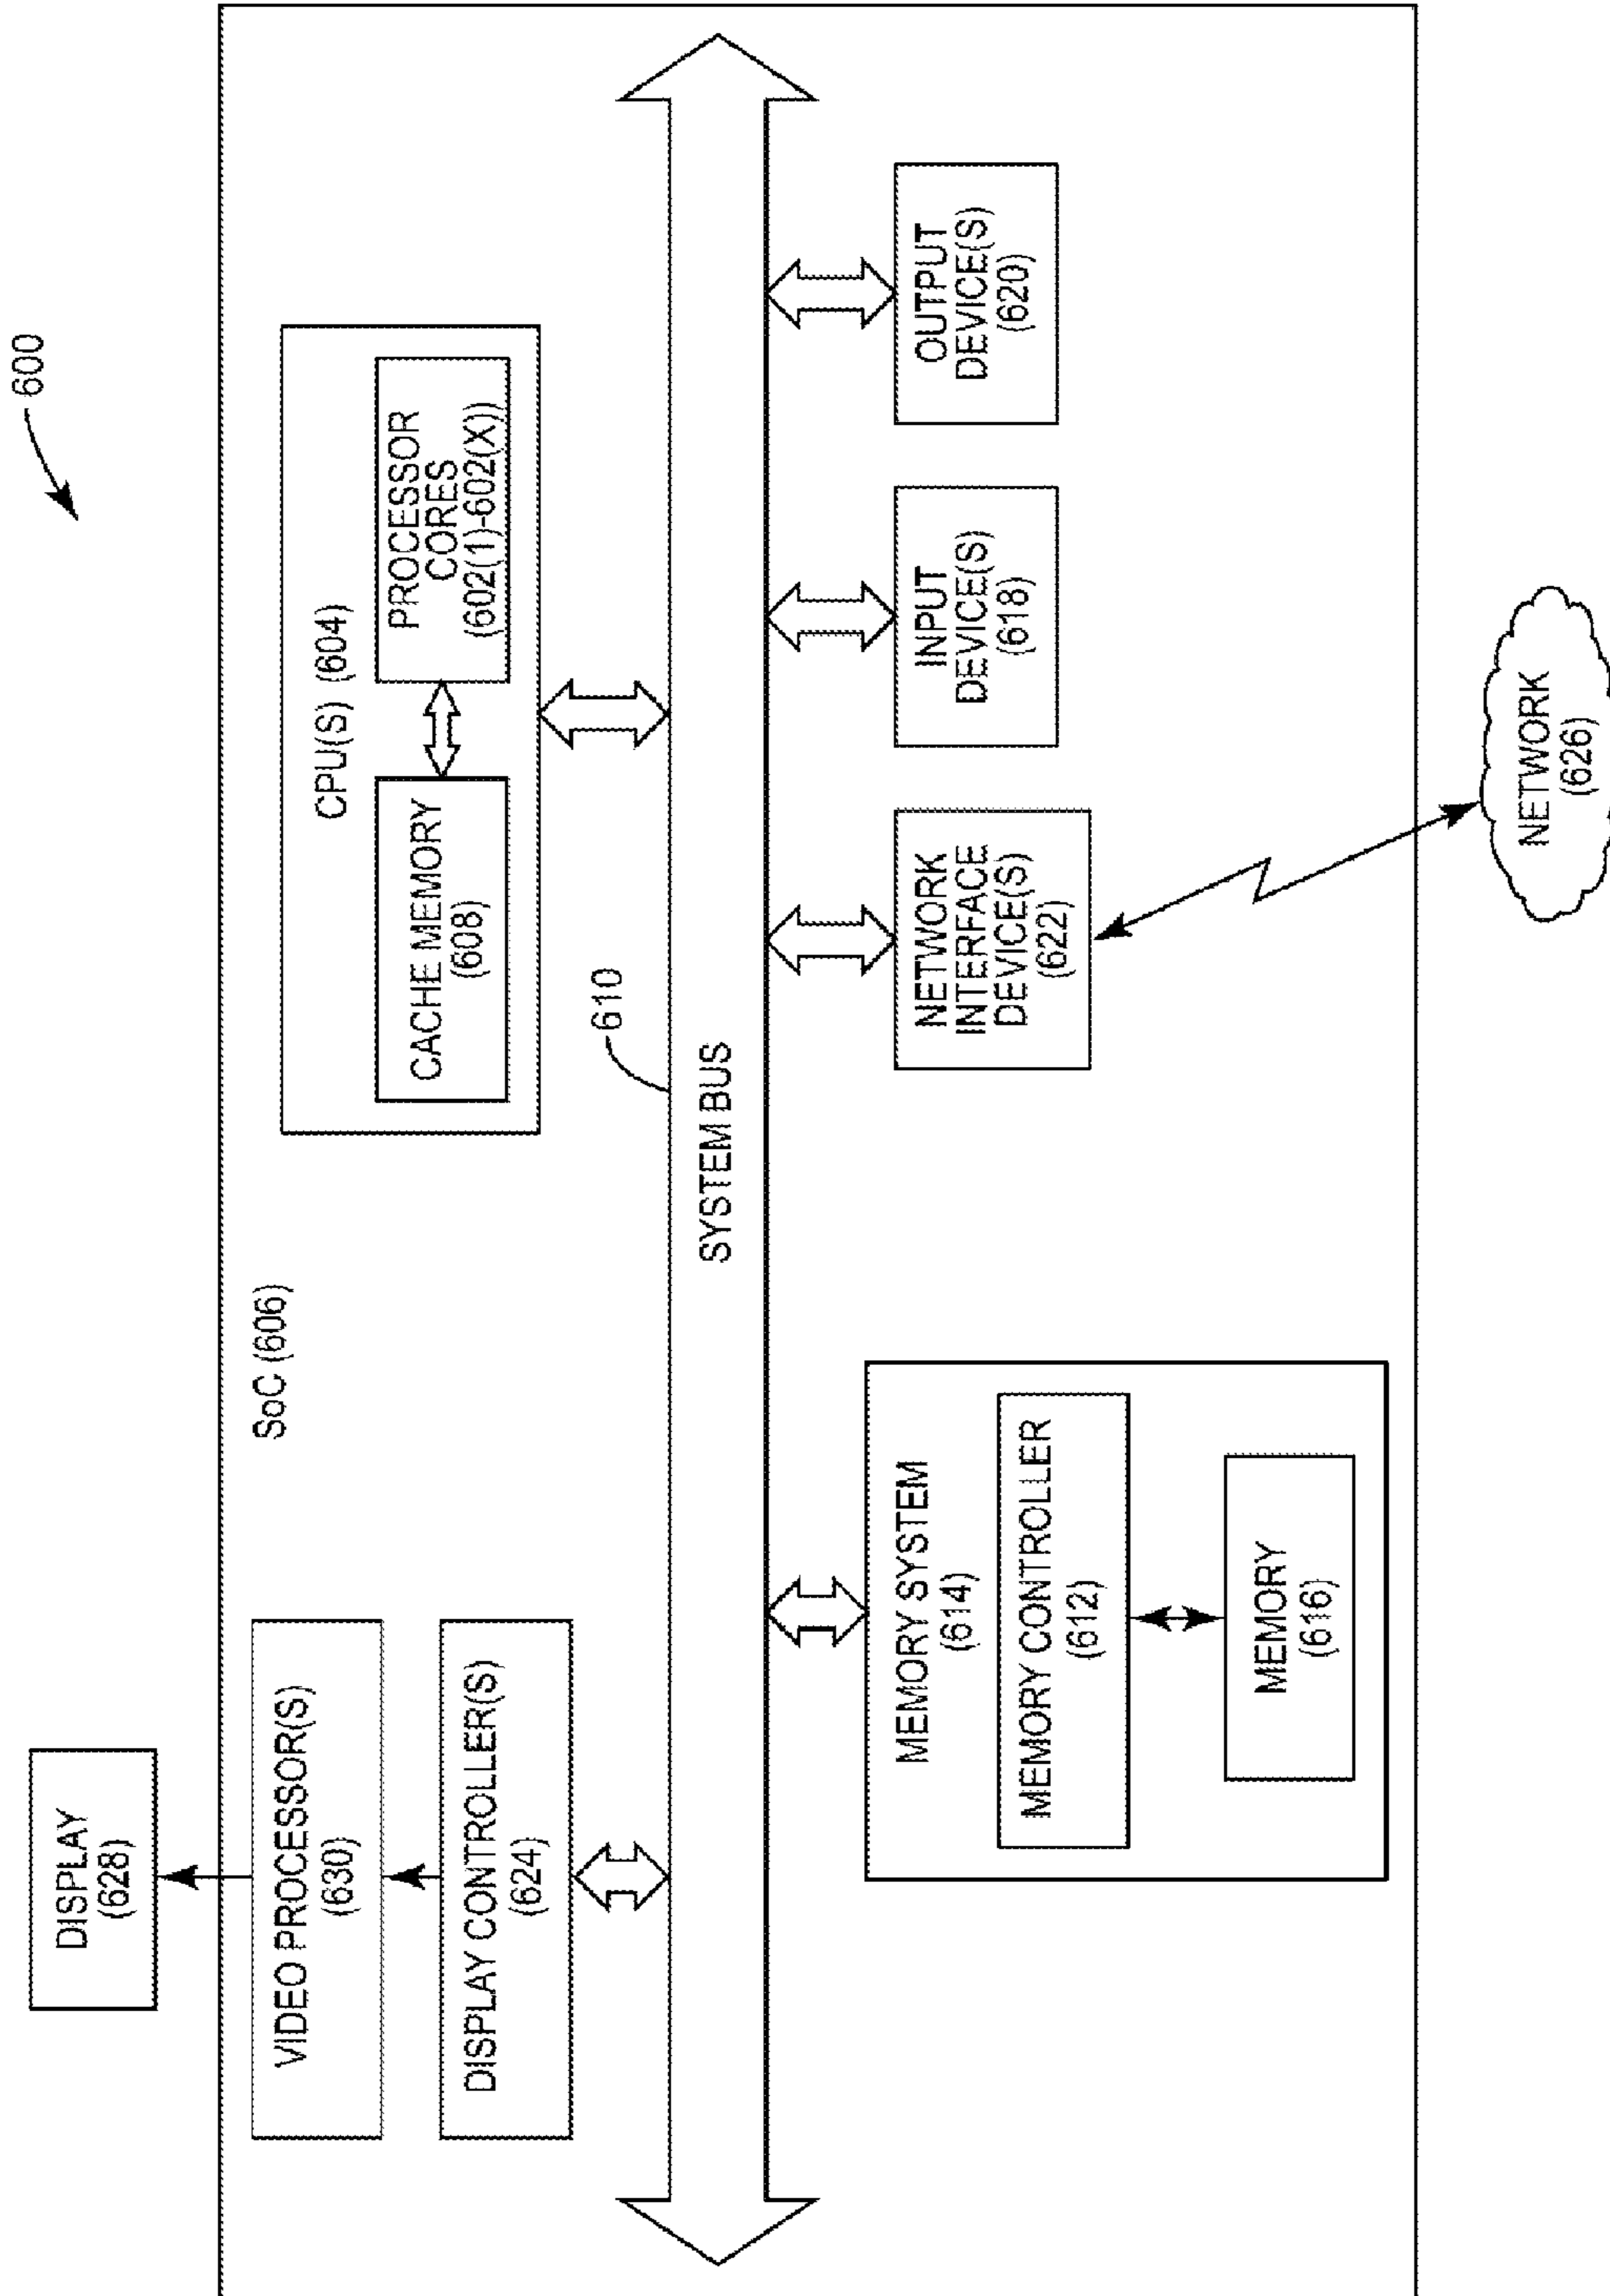 600
DISPLAY
(628)
SoC (606)
VIDEO PROCESSOR(S)
(630)
DISPLAY CONTROLLER(S)
(624)
CPU(S) (604)
CACHE MEMORY
(608)
PROCESSOR
CORES
(602(1)-602(X))
610
SYSTEM BUS
MEMORY SYSTEM
(614)
MEMORY CONTROLLER
(612)
MEMORY
(616)
NETWORK
INTERFACE
DEVICE(S)
(622)
INPUT
DEVICE(S)
(618)
OUTPUT
DEVICE(S)
(620)
NETWORK
(626)